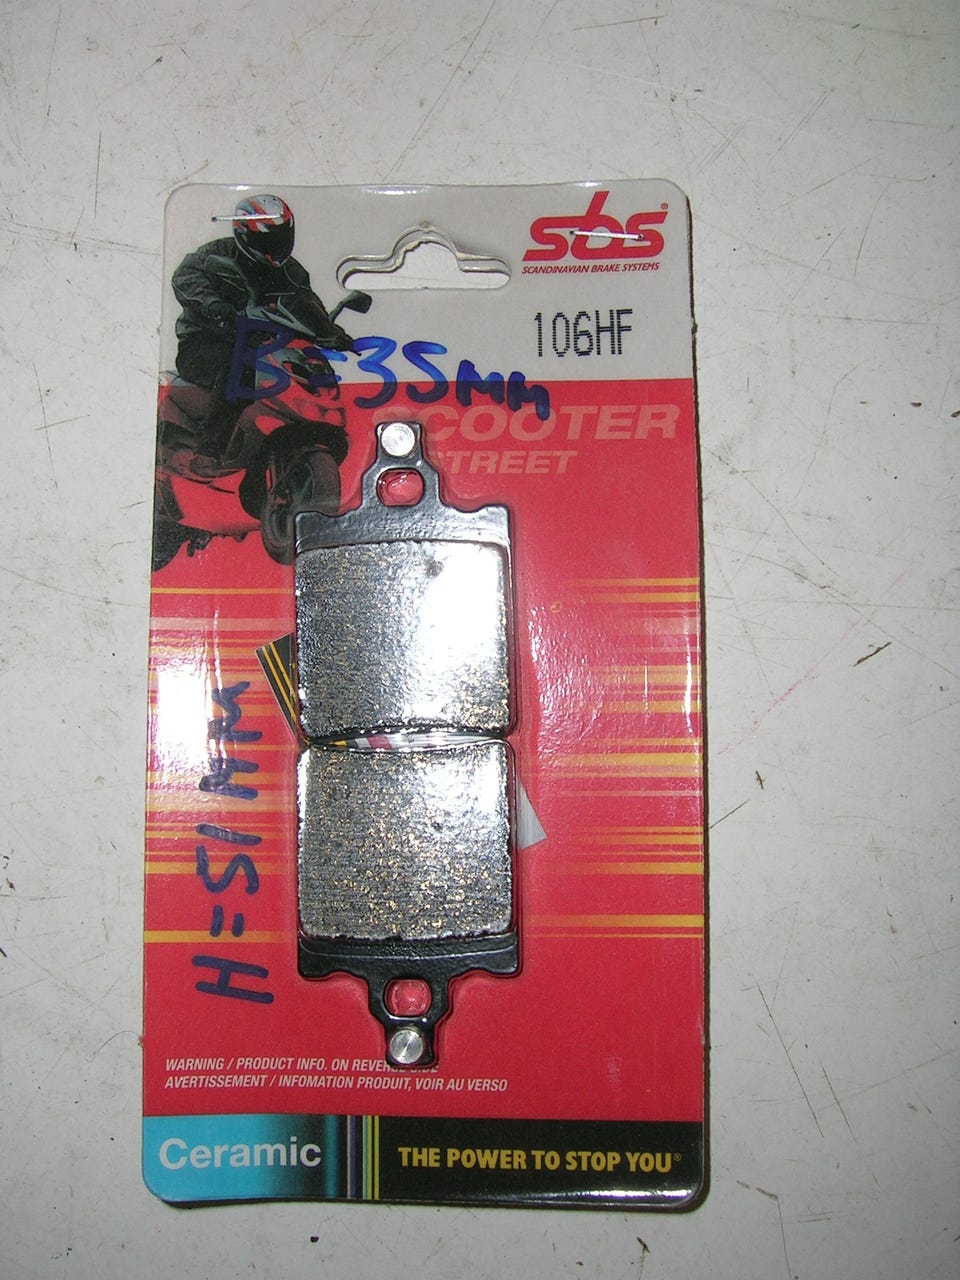 sbs®
SCANDINAVIAN BRAKE SYSTEMS
106HF
B=35mm
SCOOTER
STREET
H=51mm
WARNING / PRODUCT INFO. ON REVERSE SIDE
AVERTISSEMENT / INFOMATION PRODUIT, VOIR AU VERSO
Ceramic
THE POWER TO STOP YOU®